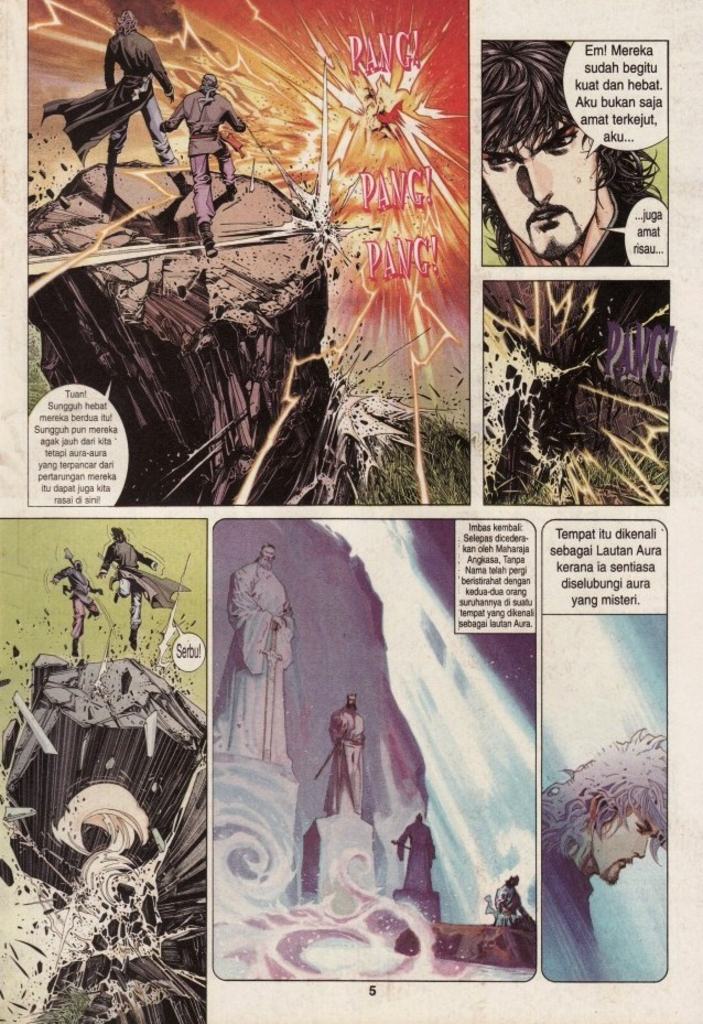 PANG!
PANG!
PANG!
Tuan!
Sungguh hebat
mereka berdua itu!
Sungguh pun mereka
agak jauh dari kita
tetapi aura-aura
yang terpancar dari
pertarungan mereka
itu dapat juga kita
rasai di sini!
Em! Mereka
sudah begitu
kuat dan hebat.
Aku bukan saja
amat terkejut,
aku...
...juga
amat
risau...
PANG!
Serbu!
Imbas kembali:
Selepas dicedera-
kan oleh Maharaja
Angkasa, Tanpa
Nama telah pergi
beristirahat dengan
kedua-dua orang
suruhannya di suatu
tempat yang dikenali
sebagai lautan Aura.
Tempat itu dikenali
sebagai Lautan Aura
kerana ia sentiasa
diselubungi aura
yang misteri.
5